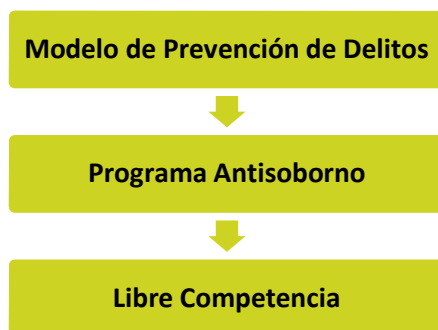 Modelo de Prevención de Delitos
Programa Antisoborno
Libre Competencia